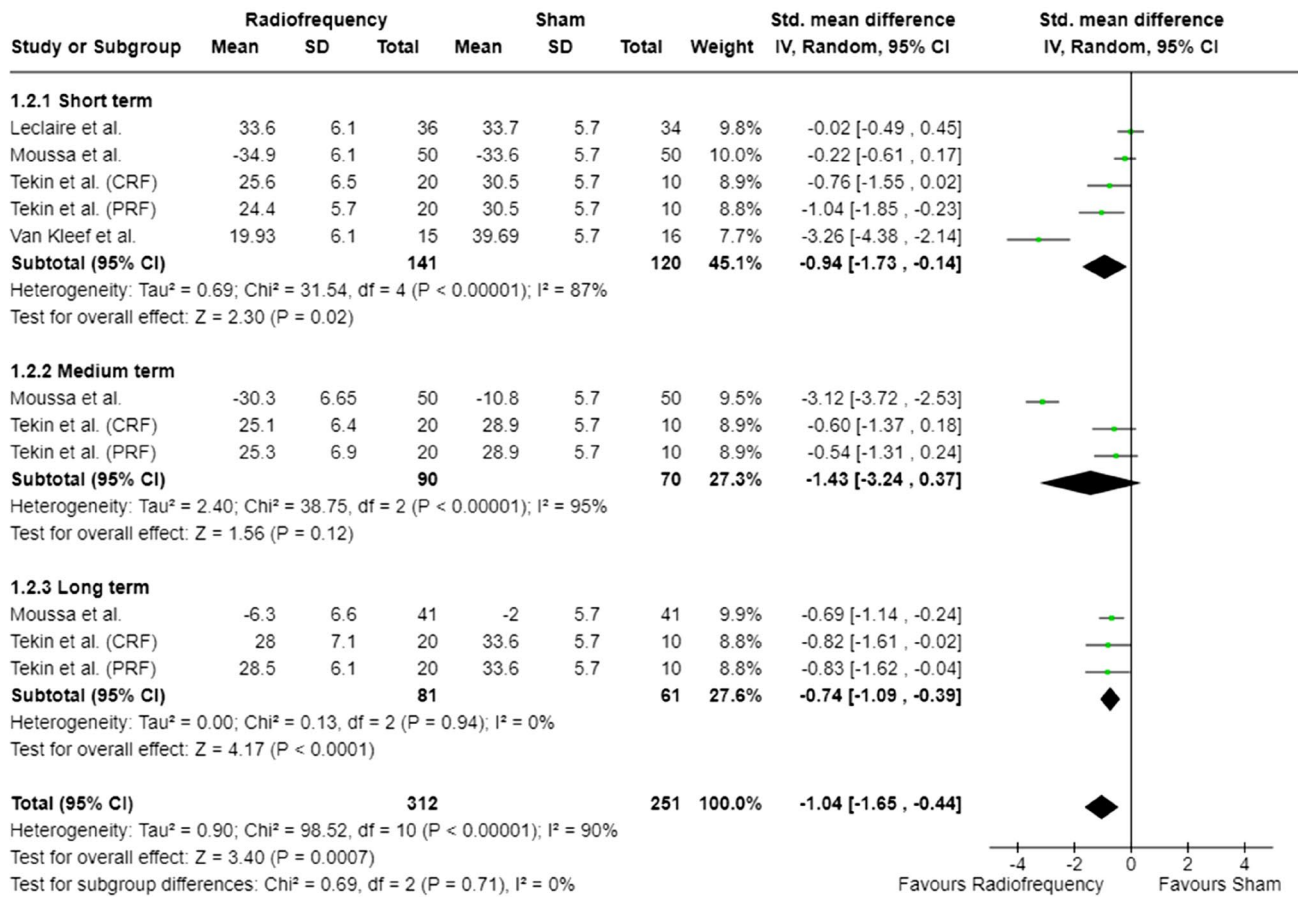 Radiofrequency Sham Std. mean difference Std. mean difference
Study or Subgroup Mean SD Total Mean SD Total Weight IV, Random, 95% CI IV, Random, 95% CI
1.2.1 Short term
Leclaire et al. 33.6 6.1 36 33.7 5.7 34 9.8% -0.02 [-0.49 , 0.45]
Moussa et al. -34.9 6.1 50 -33.6 5.7 50 10.0% -0.22 [-0.61 , 0.17]
Tekin et al. (CRF) 25.6 6.5 20 30.5 5.7 10 8.9% -0.76 [-1.55 , 0.02]
Tekin et al. (PRF) 24.4 5.7 20 30.5 5.7 10 8.8% -1.04 [-1.85 , -0.23]
Van Kleef et al. 19.93 6.1 15 39.69 5.7 16 7.7% -3.26 [-4.38 , -2.14]
Subtotal (95% CI) 141 120 45.1% -0.94 [-1.73 , -0.14]
Heterogeneity: Tau² = 0.69; Chi² = 31.54, df = 4 (P < 0.00001); I² = 87%
Test for overall effect: Z = 2.30 (P = 0.02)
1.2.2 Medium term
Moussa et al. -30.3 6.65 50 -10.8 5.7 50 9.5% -3.12 [-3.72 , -2.53]
Tekin et al. (CRF) 25.1 6.4 20 28.9 5.7 10 8.9% -0.60 [-1.37 , 0.18]
Tekin et al. (PRF) 25.3 6.9 20 28.9 5.7 10 8.9% -0.54 [-1.31 , 0.24]
Subtotal (95% CI) 90 70 27.3% -1.43 [-3.24 , 0.37]
Heterogeneity: Tau² = 2.40; Chi² = 38.75, df = 2 (P < 0.00001); I² = 95%
Test for overall effect: Z = 1.56 (P = 0.12)
1.2.3 Long term
Moussa et al. -6.3 6.6 41 -2 5.7 41 9.9% -0.69 [-1.14 , -0.24]
Tekin et al. (CRF) 28 7.1 20 33.6 5.7 10 8.8% -0.82 [-1.61 , -0.02]
Tekin et al. (PRF) 28.5 6.1 20 33.6 5.7 10 8.8% -0.83 [-1.62 , -0.04]
Subtotal (95% CI) 81 61 27.6% -0.74 [-1.09 , -0.39]
Heterogeneity: Tau² = 0.00; Chi² = 0.13, df = 2 (P = 0.94); I² = 0%
Test for overall effect: Z = 4.17 (P < 0.0001)
Total (95% CI) 312 251 100.0% -1.04 [-1.65 , -0.44]
Heterogeneity: Tau² = 0.90; Chi² = 98.52, df = 10 (P < 0.00001); I² = 90%
Test for overall effect: Z = 3.40 (P = 0.0007) -4 -2 0 2 4
Test for subgroup differences: Chi² = 0.69, df = 2 (P = 0.71), I² = 0% Favours Radiofrequency Favours Sham